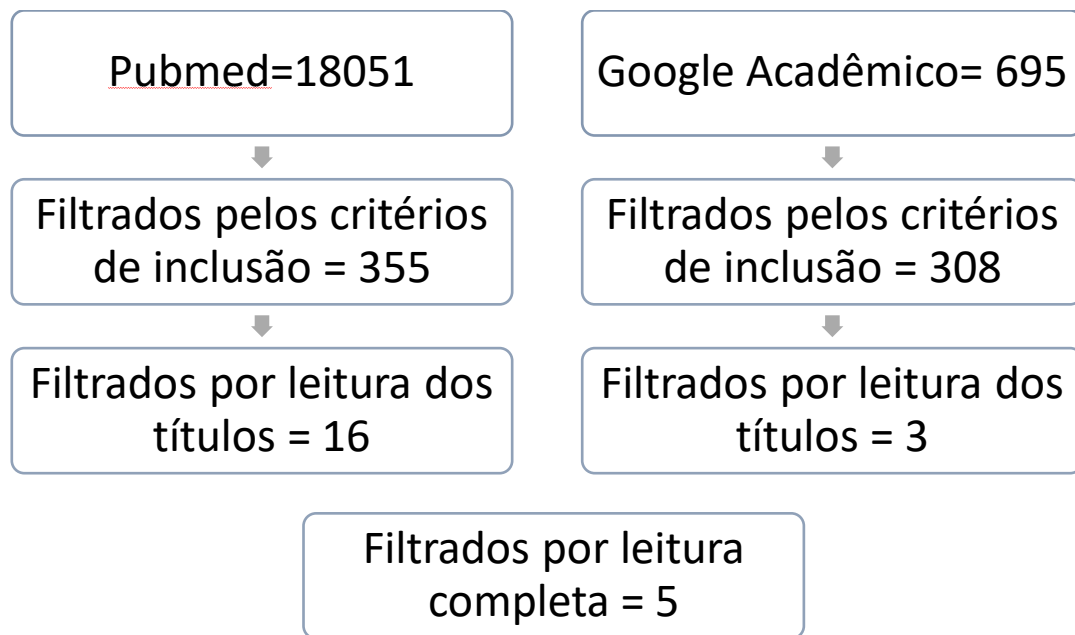 Pubmed=18051
Google Acadêmico= 695
Filtrados pelos critérios
de inclusão = 355
Filtrados pelos critérios
de inclusão = 308
Filtrados por leitura dos
títulos = 16
Filtrados por leitura dos
títulos = 3
Filtrados por leitura
completa = 5